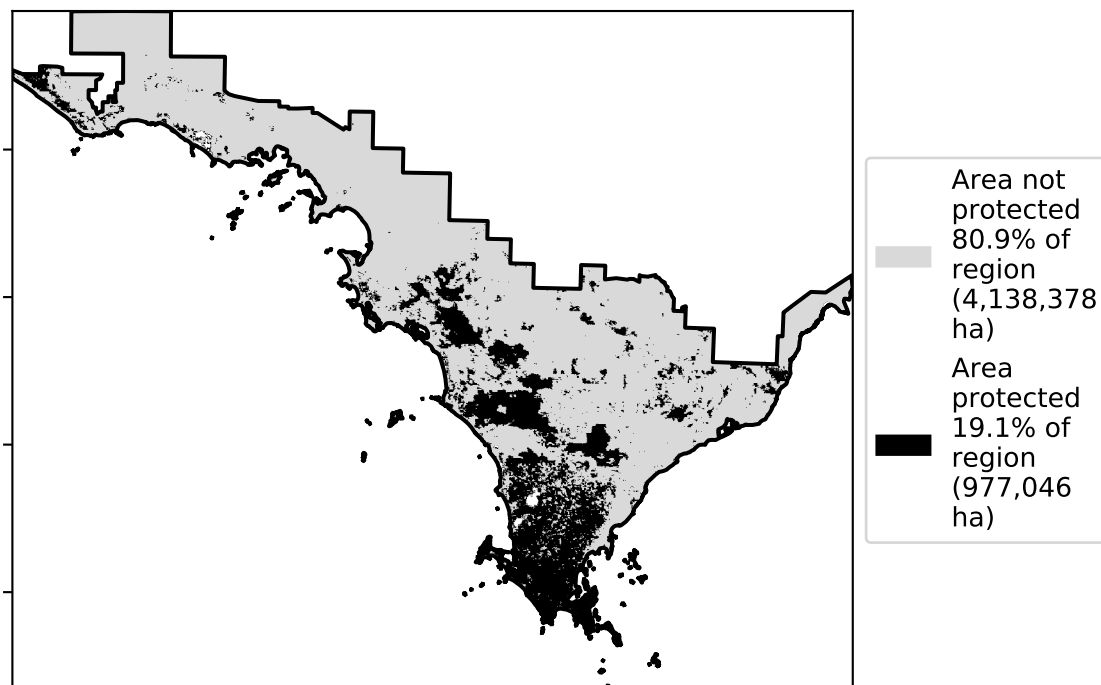 Area not
protected
80.9% of
region
(4,138,378
ha)
Area
protected
19.1% of
region
(977,046
ha)